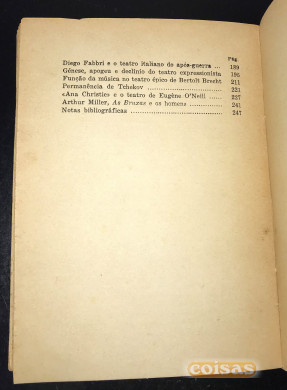 Pág
Diego Fabbri e o teatro italiano de após-guerra ... 189
Génese, apogeu e declínio do teatro expressionista 195
Função da música no teatro épico de Bertolt Brecht 211
Permanência de Tchekov ........................ 221
«Ana Christie» e o teatro de Eugène O'Neill ...... 227
Arthur Miller, As Bruxas e os homens ............ 241
Notas bibliográficas ........................... 247
coisas